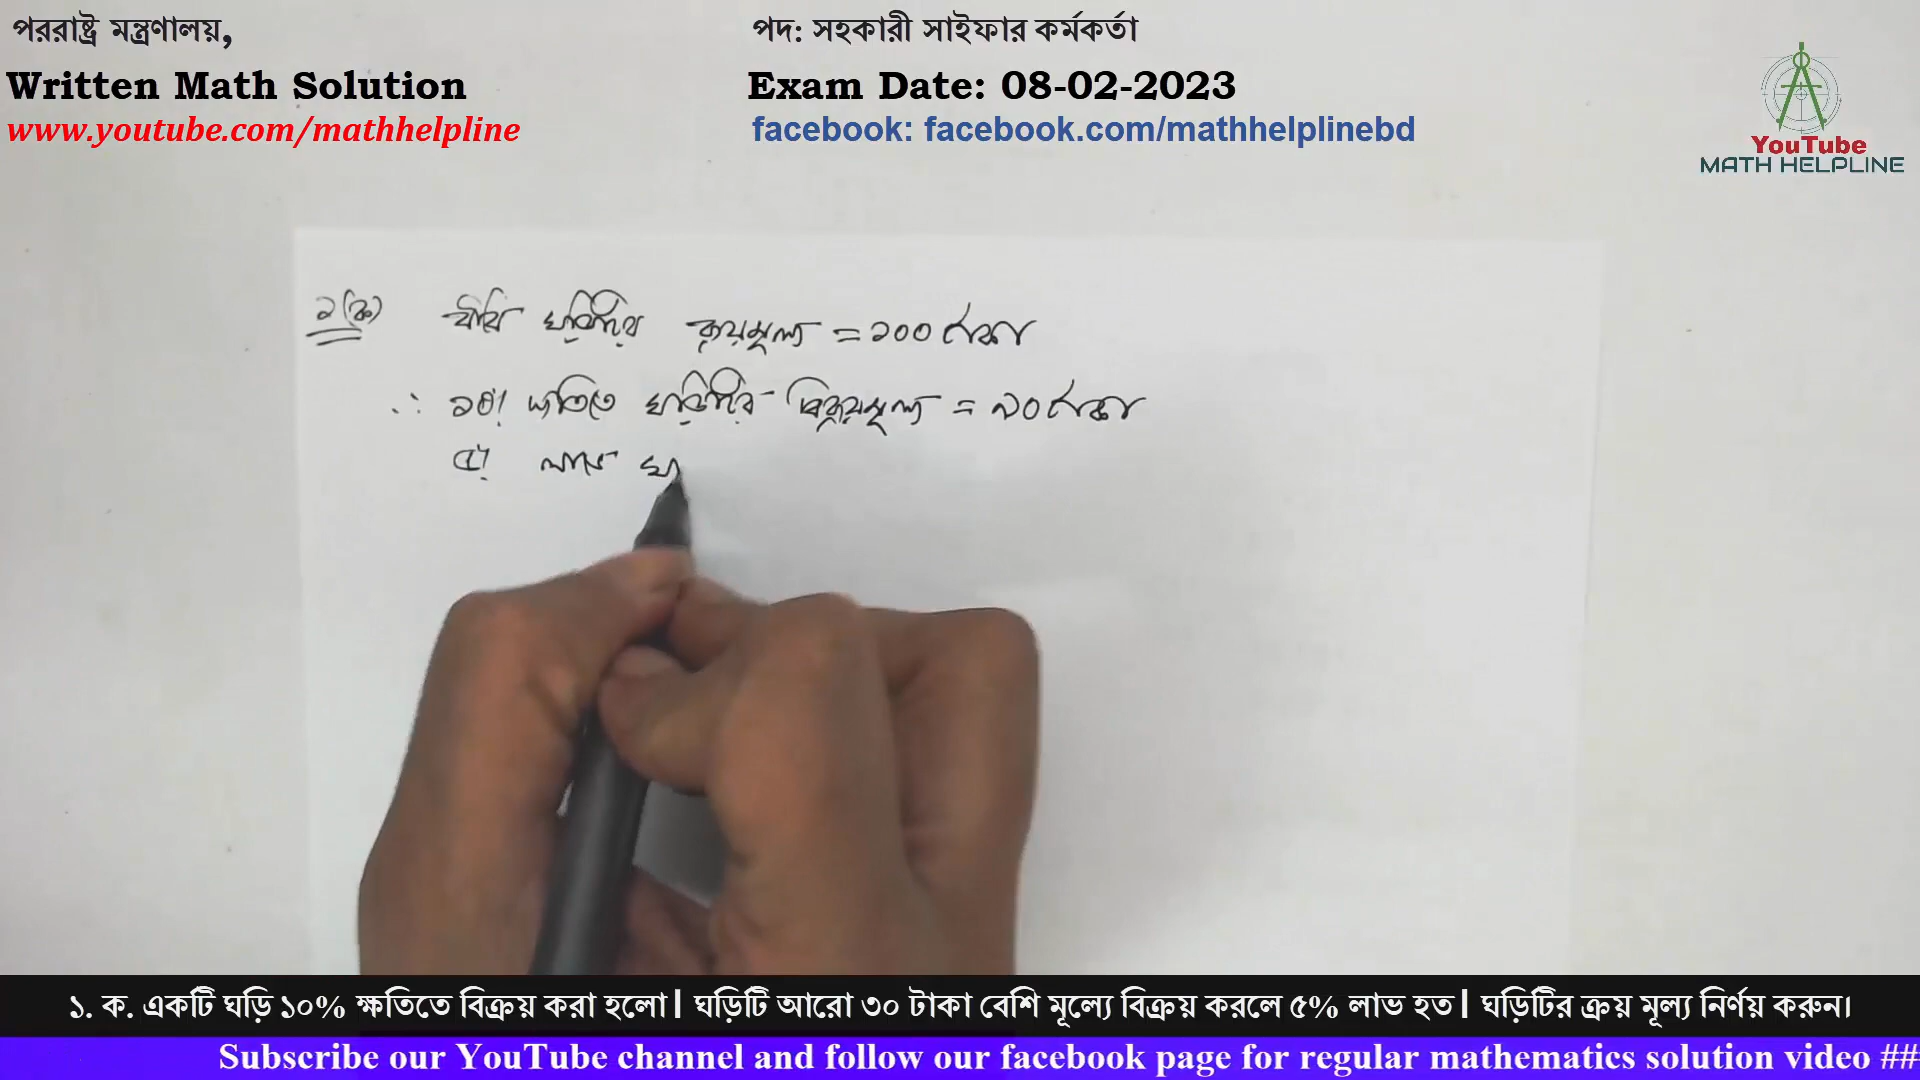 পররাষ্ট্র মন্ত্রণালয়,
পদ: সহকারী সাইফার কর্মকর্তা
Written Math Solution
Exam Date: 08-02-2023
www.youtube.com/mathhelpline
facebook: facebook.com/mathhelplinebd
YouTube
MATH HELPLINE
১(ক) ধরি ঘড়িটির ক্রয়মূল্য = ১০০ টাকা
∴ ১০% ক্ষতিতে ঘড়িটির বিক্রয়মূল্য = ৯০ টাকা
৫% লাভে ঘ
১. ক. একটি ঘড়ি ১০% ক্ষতিতে বিক্রয় করা হলো। ঘড়িটি আরো ৩০ টাকা বেশি মূল্যে বিক্রয় করলে ৫% লাভ হত। ঘড়িটির ক্রয় মূল্য নির্ণয় করুন।
Subscribe our YouTube channel and follow our facebook page for regular mathematics solution video ##